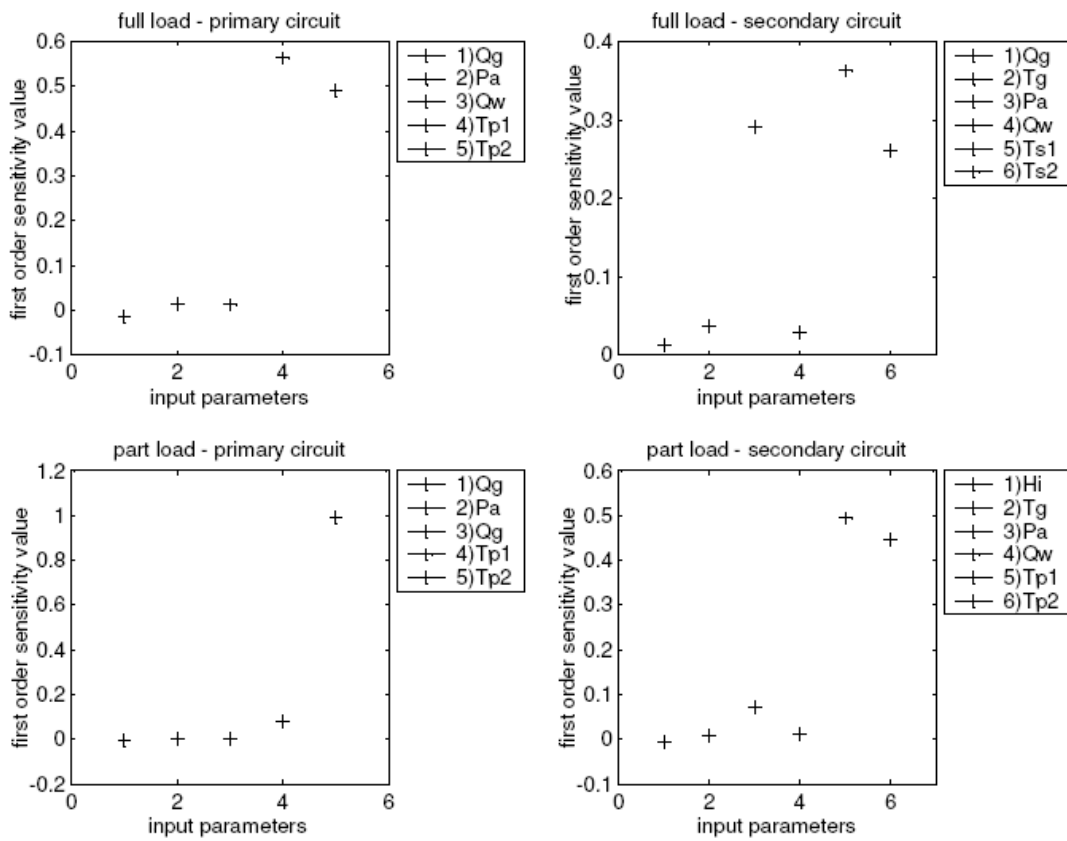 full load - primary circuit
first order sensitivity value
0.6
0.5
0.4
0.3
0.2
0.1
0
-0.1
0
2
4
6
input parameters
1)Qg
2)Pa
3)Qw
4)Tp1
5)Tp2
full load - secondary circuit
first order sensitivity value
0.4
0.3
0.2
0.1
0
0
2
4
6
input parameters
1)Qg
2)Tg
3)Pa
4)Qw
5)Ts1
6)Ts2
part load - primary circuit
first order sensitivity value
1.2
1
0.8
0.6
0.4
0.2
0
-0.2
0
2
4
6
input parameters
1)Qg
2)Pa
3)Qg
4)Tp1
5)Tp2
part load - secondary circuit
first order sensitivity value
0.6
0.5
0.4
0.3
0.2
0.1
0
-0.1
0
2
4
6
input parameters
1)Hi
2)Tg
3)Pa
4)Qw
5)Tp1
6)Tp2